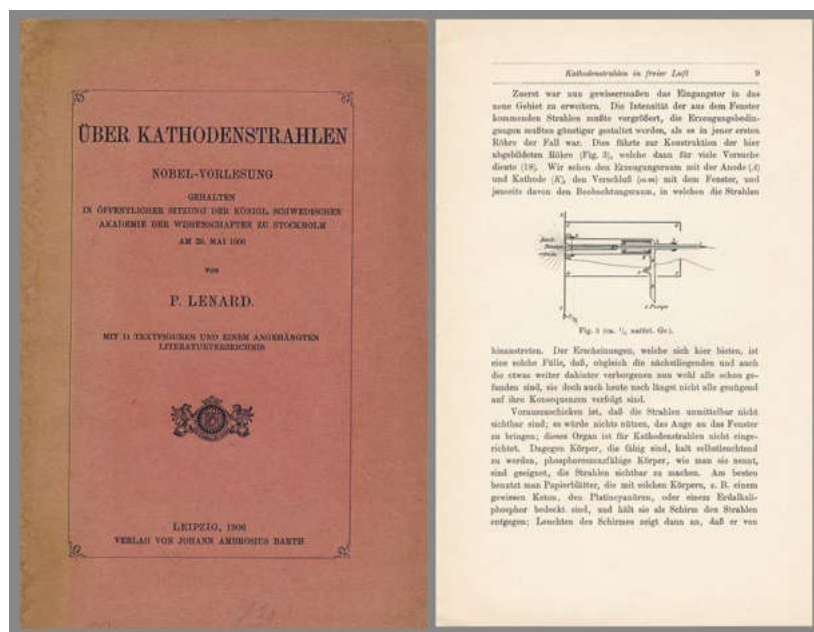 ÜBER KATHODENSTRAHLEN
NOBEL-VORLESUNG
GEHALTEN
IN ÖFFENTLICHER SITZUNG DER KÖNIGL. SCHWEDISCHEN
AKADEMIE DER WISSENSCHAFTEN ZU STOCKHOLM
AM 28. MAI 1906
VON
P. LENARD.
MIT 11 TEXTFIGUREN UND EINEM ANGEHÄNGTEN
LITERATURVERZEICHNIS
LEIPZIG, 1906
VERLAG VON JOHANN AMBROSIUS BARTH
Kathodenstrahlen in freier Luft 9
Zuerst war nun gewissermaßen das Eingangstor in das
neue Gebiet zu erweitern. Die Intensität der aus dem Fenster
kommenden Strahlen mußte vergrößert, die Erzeugungsbedin-
gungen mußten günstiger gestaltet werden, als es in jener ersten
Röhre der Fall war. Dies führte zur Konstruktion der hier
abgebildeten Röhre (Fig. 3), welche dann für viele Versuche
diente (18). Wir sehen den Erzeugungsraum mit der Anode (A)
und Kathode (K), den Verschluß (mm) mit dem Fenster, und
jenseits davon den Beobachtungsraum, in welchen die Strahlen
z. Pumpe
Fig. 3 (ca. 1/5 natürl. Gr.).
hinaustreten. Der Erscheinungen, welche sich hier bieten, ist
eine solche Fülle, daß, obgleich die nächstliegenden und auch
die etwas weiter dahinter verborgenen nun wohl alle schon ge-
funden sind, sie doch auch heute noch längst nicht alle genügend
auf ihre Konsequenzen verfolgt sind.
Vorauszuschicken ist, daß die Strahlen unmittelbar nicht
sichtbar sind; es würde nichts nützen, das Auge an das Fenster
zu bringen; dieses Organ ist für Kathodenstrahlen nicht einge-
richtet. Dagegen Körper, die fähig sind, kalt selbstleuchtend
zu werden, phosphoreszenzfähige Körper, wie man sie nennt,
sind geeignet, die Strahlen sichtbar zu machen. Am besten
benutzt man Papierblätter, die mit solchen Körpern, z. B. einem
gewissen Keton, den Platincyanüren, oder einem Erdalkali-
phosphor bedeckt sind, und hält sie als Schirm den Strahlen
entgegen; Leuchten des Schirmes zeigt dann an, daß er von